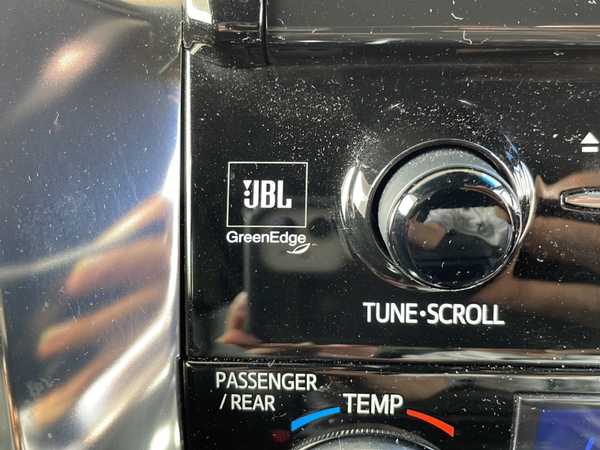 JBL
GreenEdge
TUNE·SCROLL
PASSENGER
/ REAR
TEMP